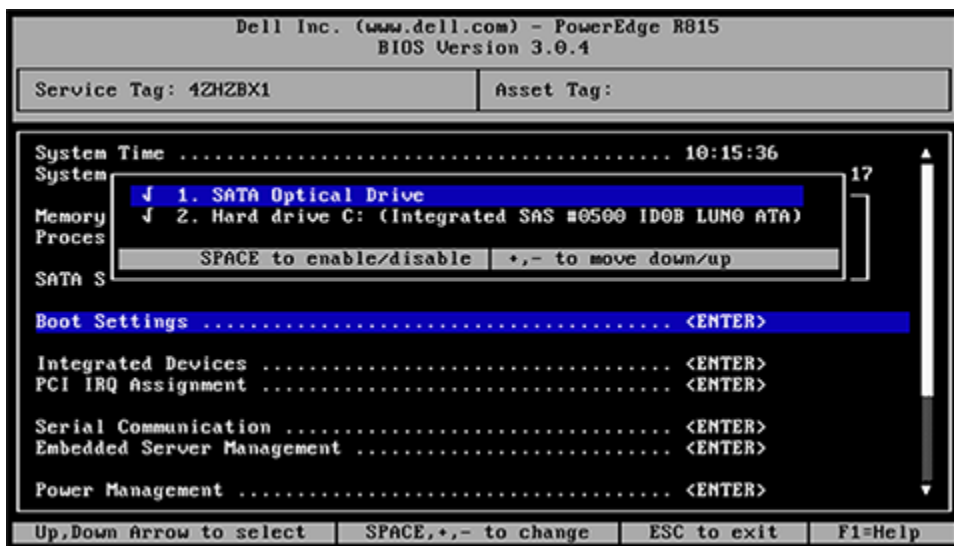 Dell Inc. (www.dell.com) - PowerEdge R815
BIOS Version 3.0.4
Service Tag: 4ZHZBX1
Asset Tag:
System Time .......................................... 10:15:36
System 17
√ 1. SATA Optical Drive
Memory √ 2. Hard drive C: (Integrated SAS #0500 ID0B LUN0 ATA)
Proces
SPACE to enable/disable +,- to move down/up
SATA S
Boot Settings ........................................ <ENTER>
Integrated Devices ................................... <ENTER>
PCI IRQ Assignment ................................... <ENTER>
Serial Communication ................................. <ENTER>
Embedded Server Management ........................... <ENTER>
Power Management ..................................... <ENTER>
Up,Down Arrow to select SPACE,+,- to change ESC to exit F1=Help